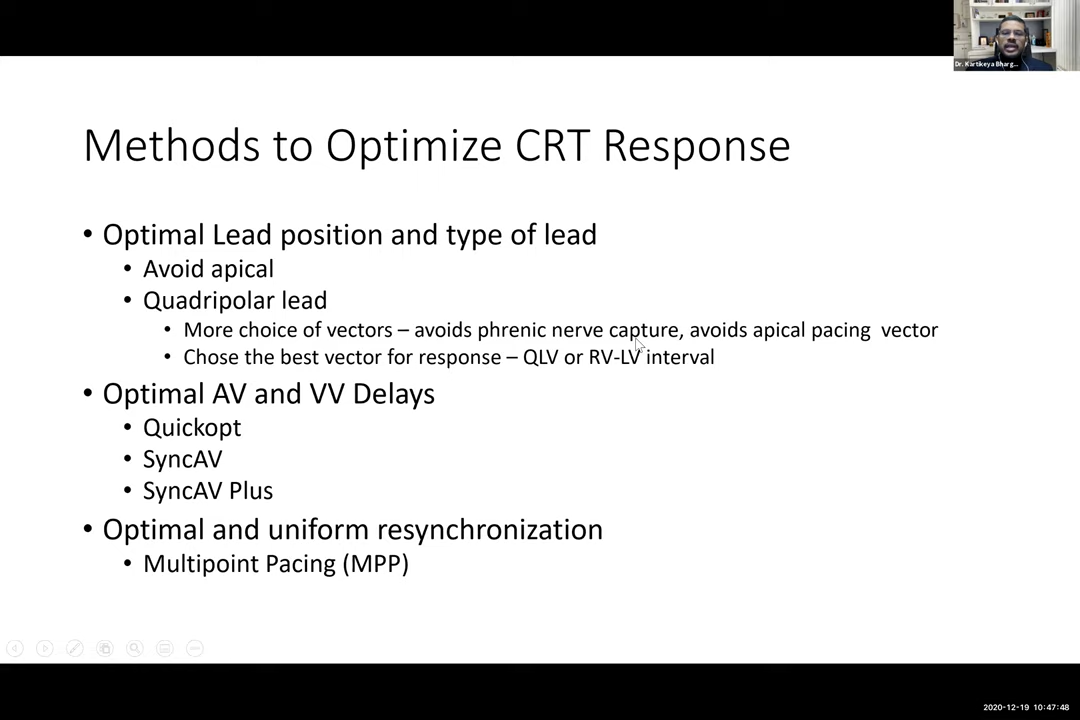 Dr. Kartikeya Bharg...
Methods to Optimize CRT Response
• Optimal Lead position and type of lead
• Avoid apical
• Quadripolar lead
• More choice of vectors – avoids phrenic nerve capture, avoids apical pacing vector
• Chose the best vector for response – QLV or RV-LV interval
• Optimal AV and VV Delays
• Quickopt
• SyncAV
• SyncAV Plus
• Optimal and uniform resynchronization
• Multipoint Pacing (MPP)
2020-12-19 10:47:48